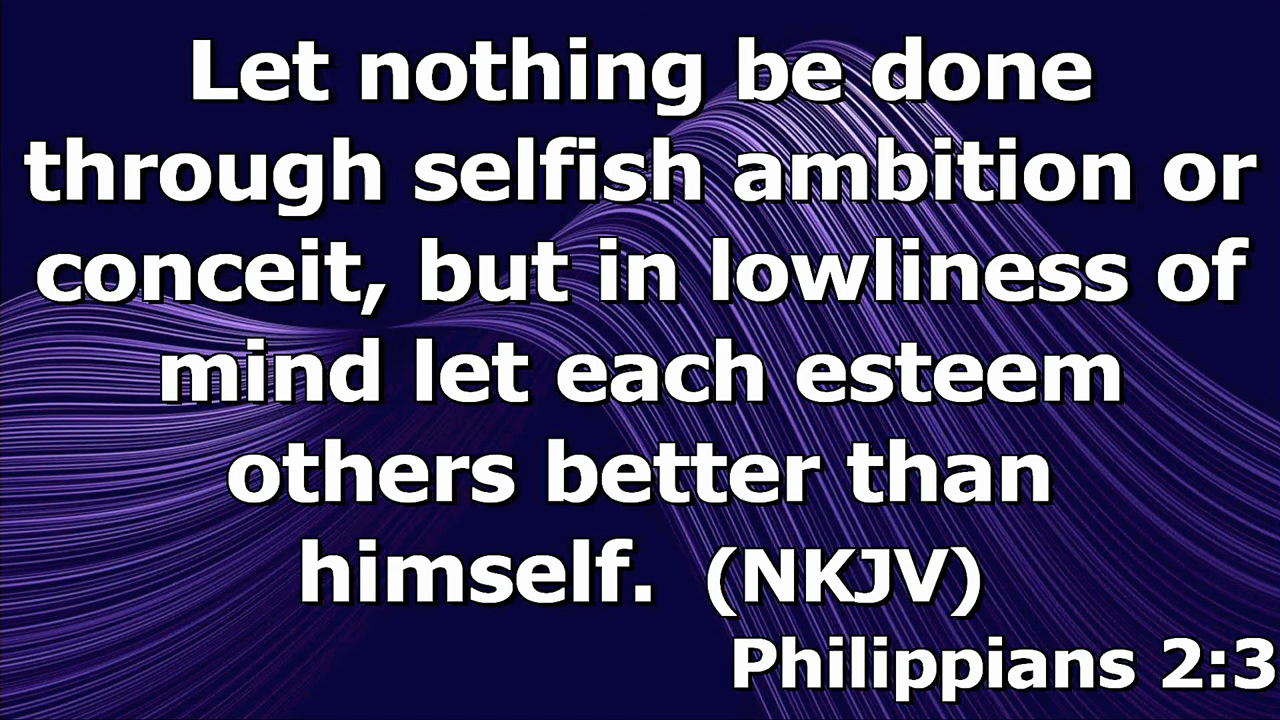 Let nothing be done
through selfish ambition or
conceit, but in lowliness of
mind let each esteem
others better than
himself.  (NKJV)
Philippians 2:3